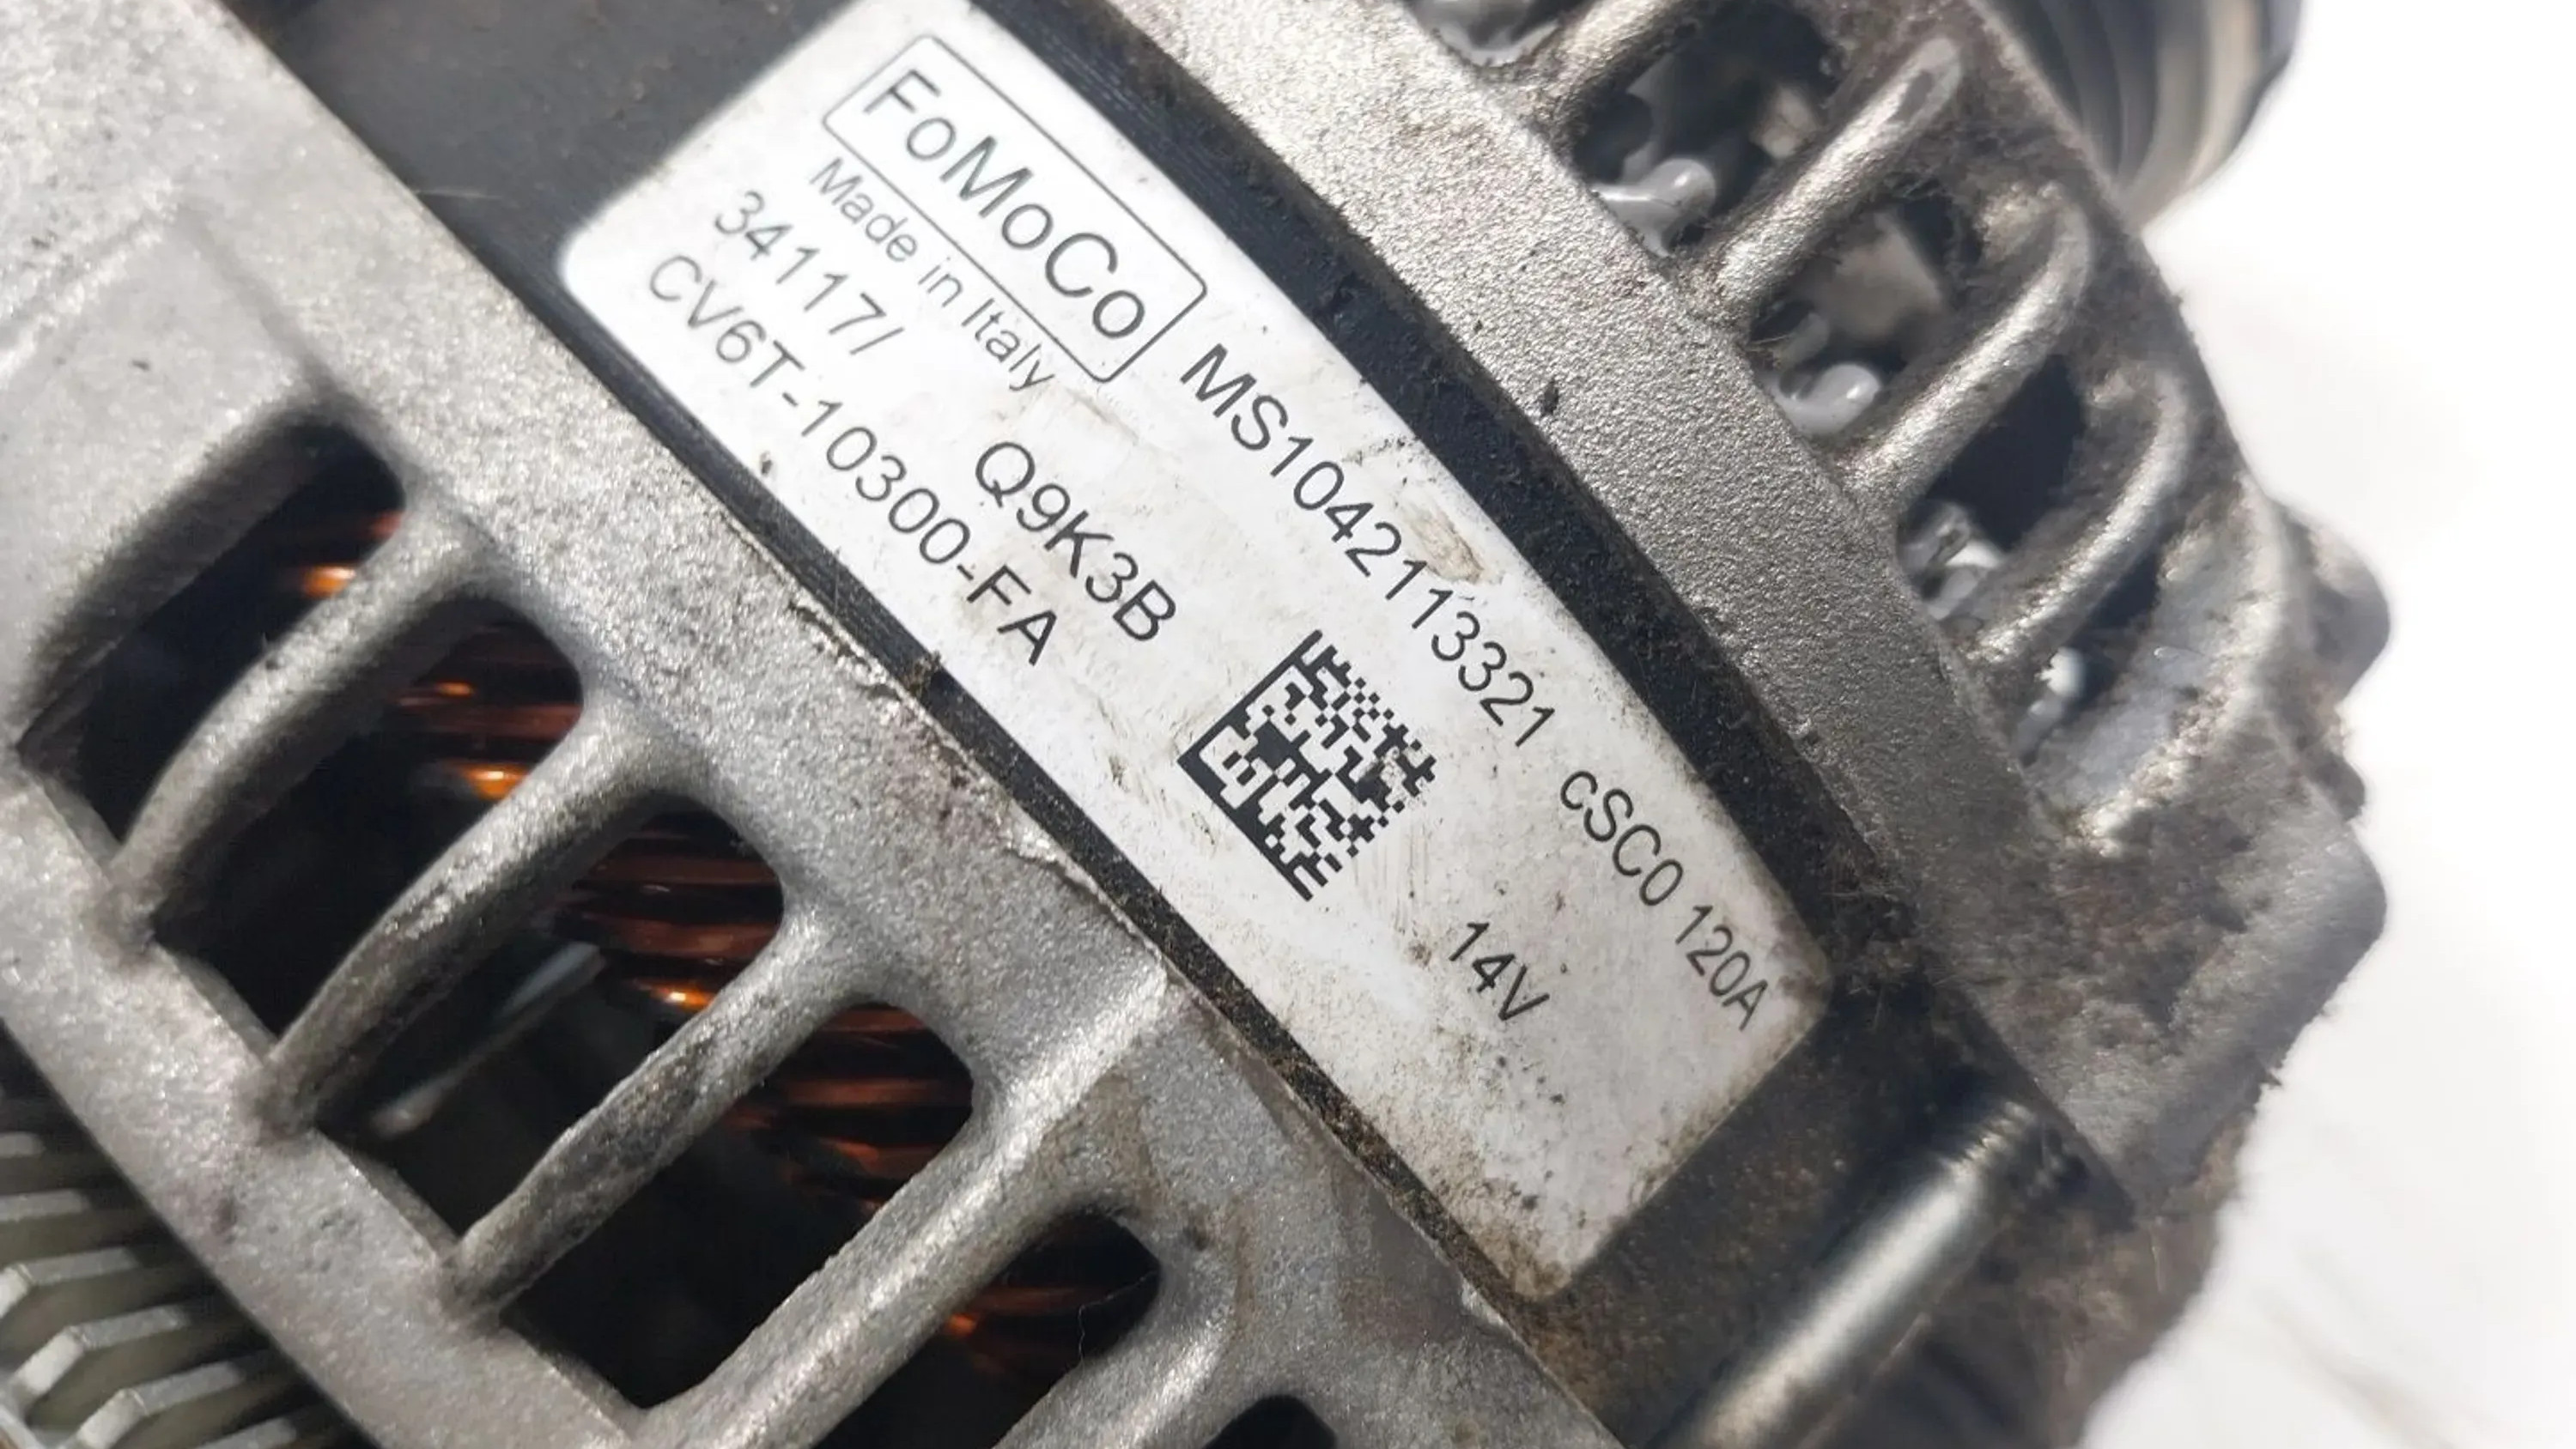 FoMoCo
Made in Italy
34117/
CV6T-10300-FA
Q9K3B
MS1042113321
cSC0 120A
14V